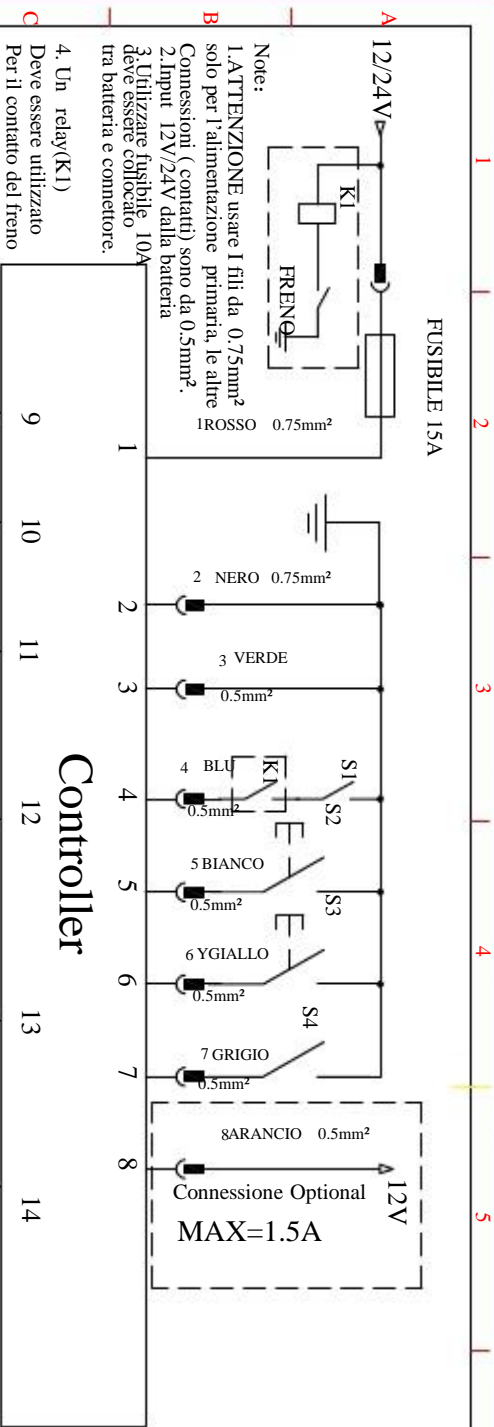 1
2
3
4
5
A
B
C
12/24V
FUSIBILE 15A
K1
FRENO
Note:
1.ATTENZIONE usare I fili da 0.75mm²
solo per l'alimentazione primaria, le altre
Connessioni ( contatti) sono da 0.5mm².
2.Input 12V/24V dalla batteria
3.Utilizzare fusibile 10A
deve essere collocato
tra batteria e connettore.
4. Un relay(K1)
Deve essere utilizzato
Per il contatto del freno
1ROSSO 0.75mm²
2 NERO 0.75mm²
3 VERDE
0.5mm²
4 BLU
0.5mm²
K1
S1
5 BIANCO
0.5mm²
S2
6 YGIALLO
0.5mm²
S3
7 GRIGIO
0.5mm²
S4
8ARANCIO 0.5mm²
12V
Connessione Optional
MAX=1.5A
1
2
3
4
5
6
7
8
Controller
9
10
11
12
13
14